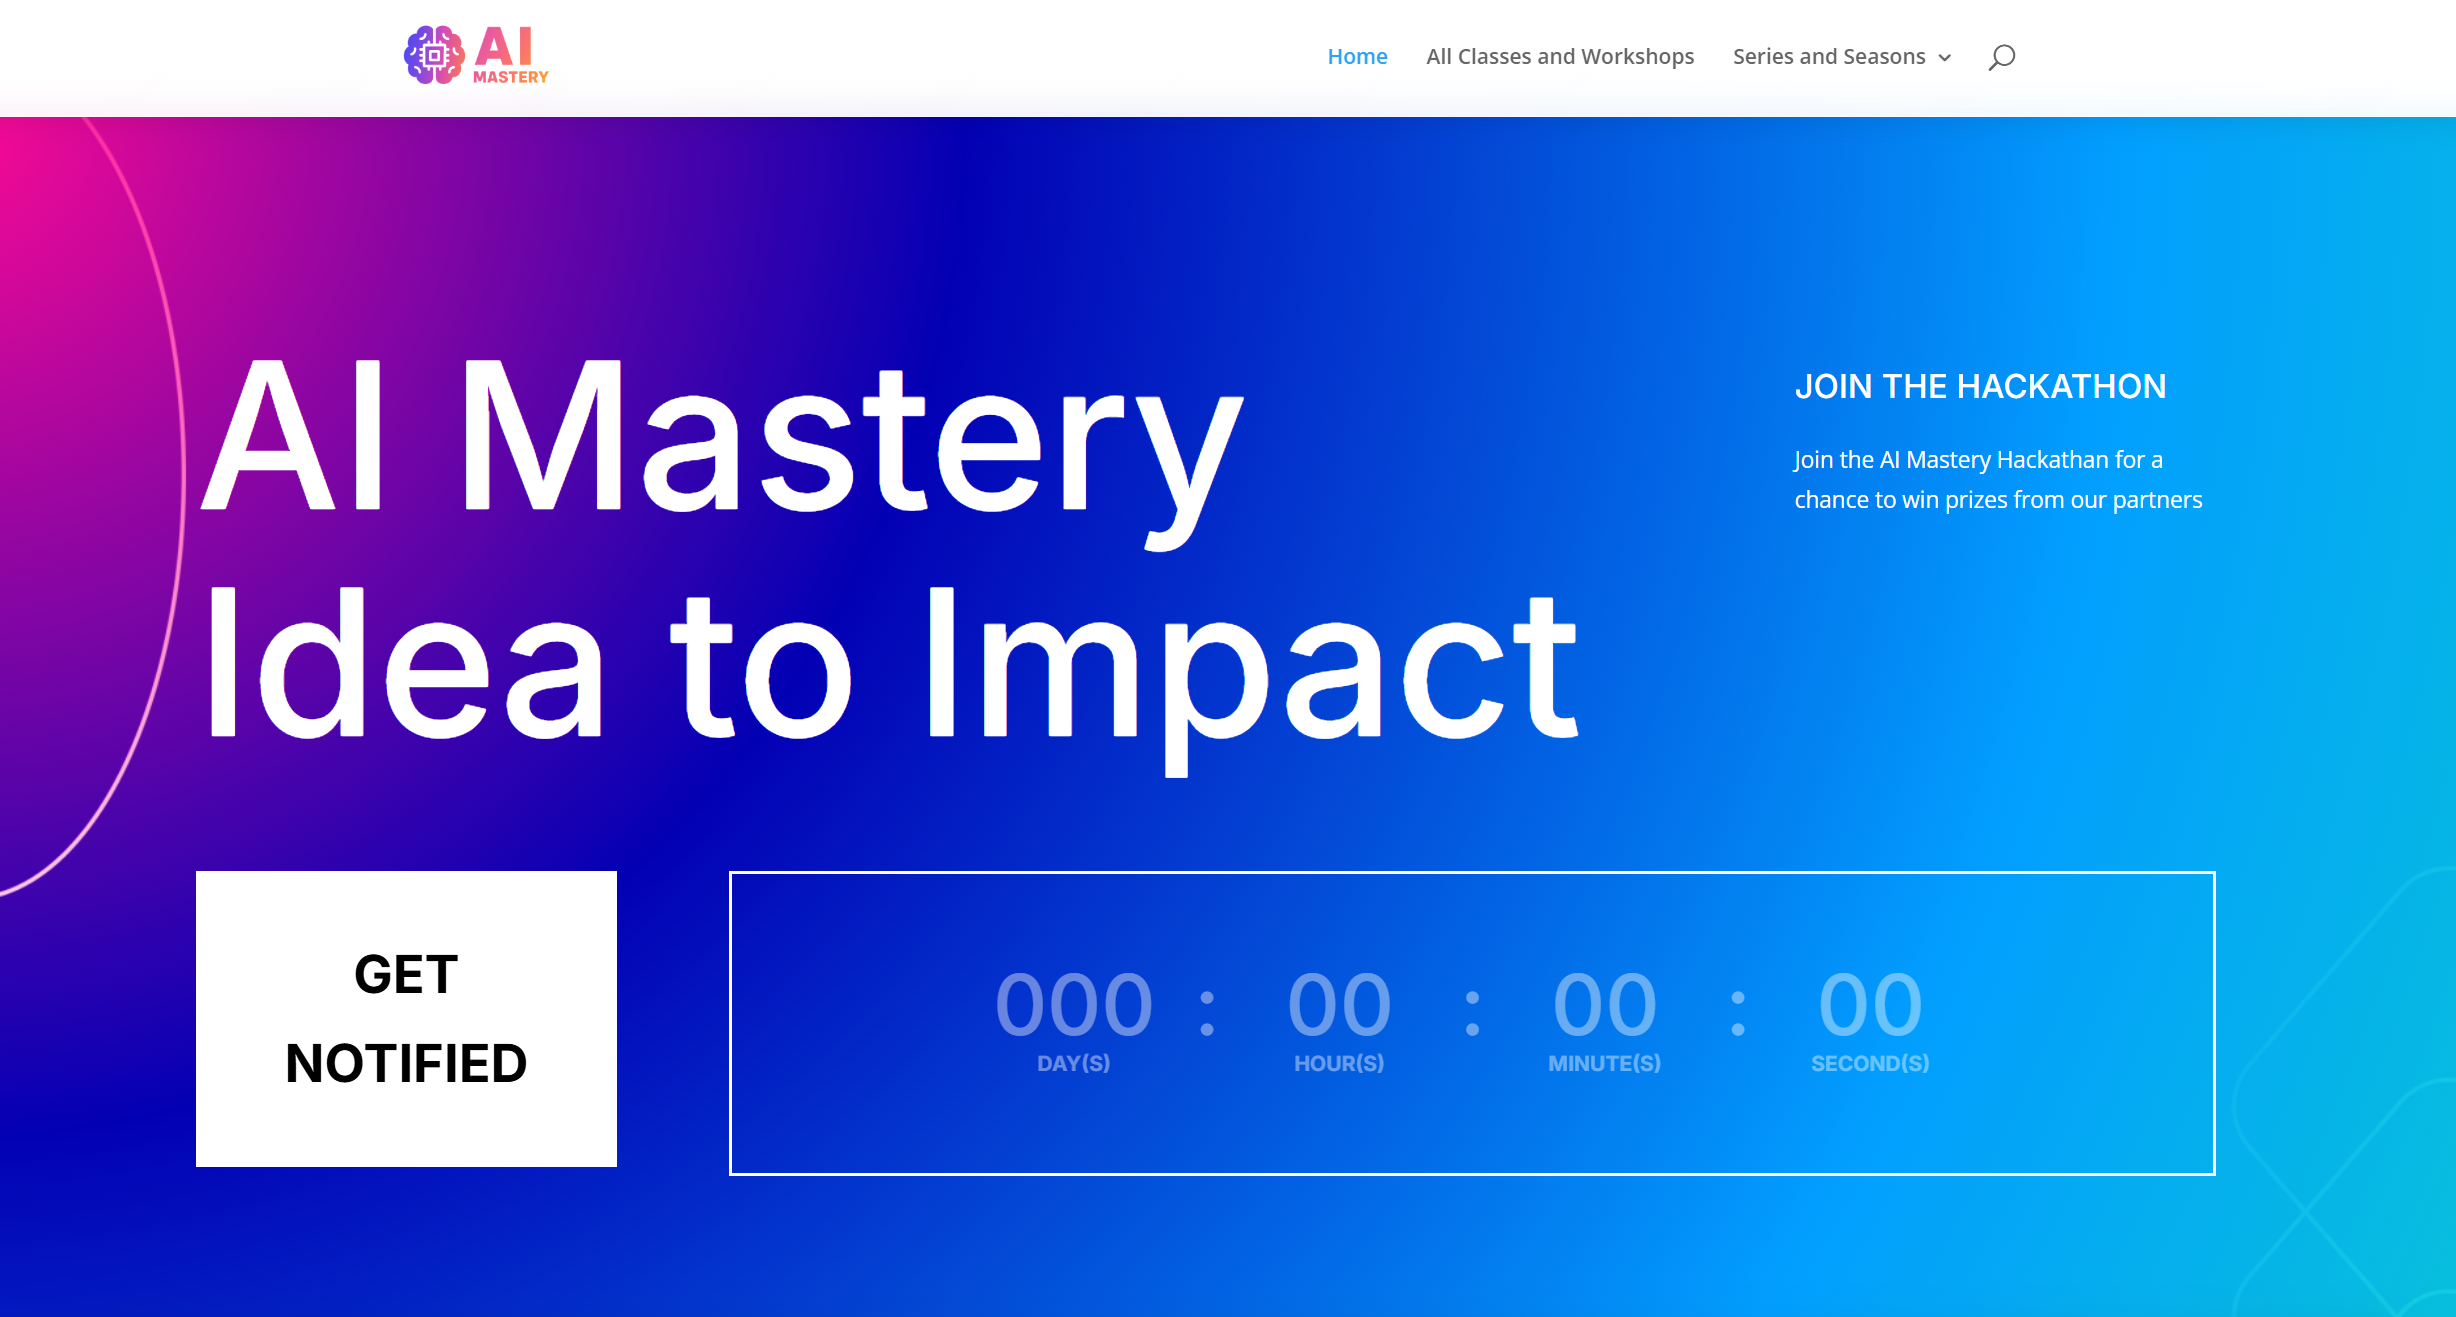 AI
MASTERY
Home
All Classes and Workshops
Series and Seasons
AI Mastery
Idea to Impact
JOIN THE HACKATHON
Join the AI Mastery Hackathan for a
chance to win prizes from our partners
GET
NOTIFIED
000 : 00 : 00 : 00
DAY(S) HOUR(S) MINUTE(S) SECOND(S)